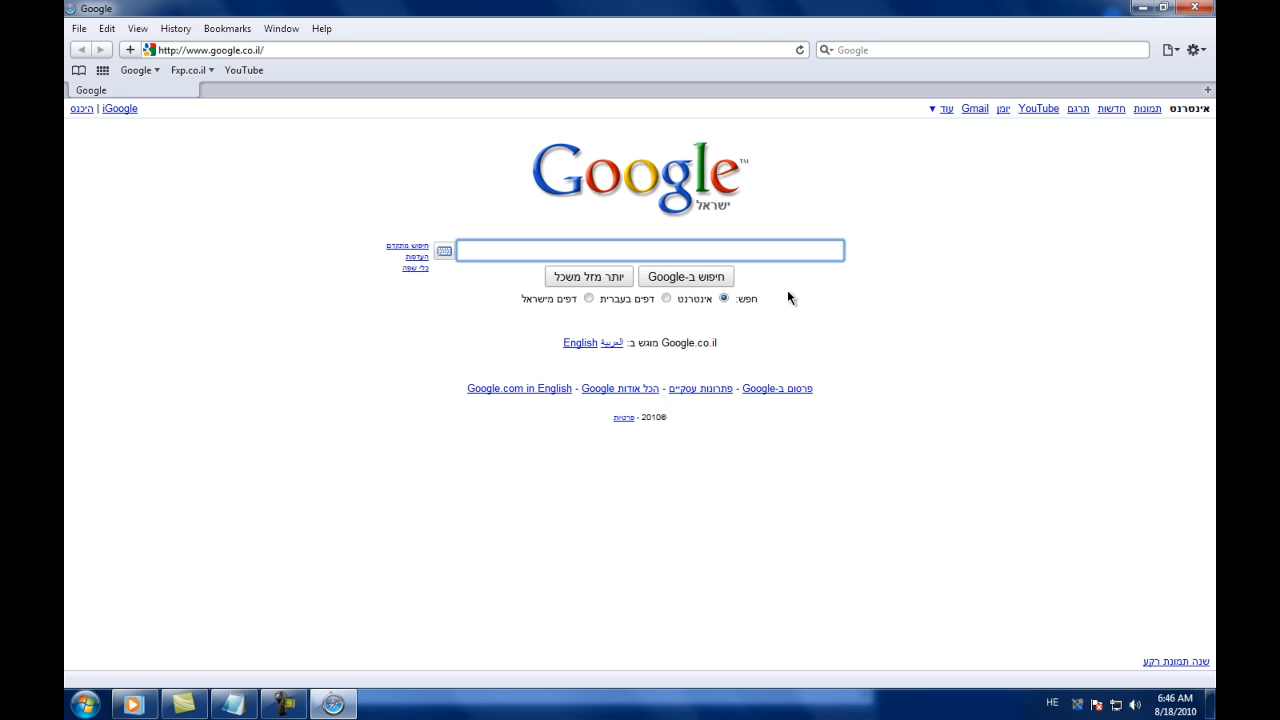 Google
File Edit View History Bookmarks Window Help
http://www.google.co.il/
Google
Google Fxp.co.il YouTube
Google
אינטרנט תמונות חדשות תרגם YouTube יומן Gmail עוד ▼
iGoogle | היכנס
Google™
ישראל
חיפוש מתקדם
העדפות
כלי שפה
חיפוש ב-Google יותר מזל משכל
חפש: אינטרנט דפים בעברית דפים מישראל
Google.co.il מוגש ב: العربية English
פרסום ב-Google - פתרונות עסקיים - הכל אודות Google - Google.com in English
©2010 - פרטיות
שנה תמונת רקע
HE
6:46 AM
8/18/2010